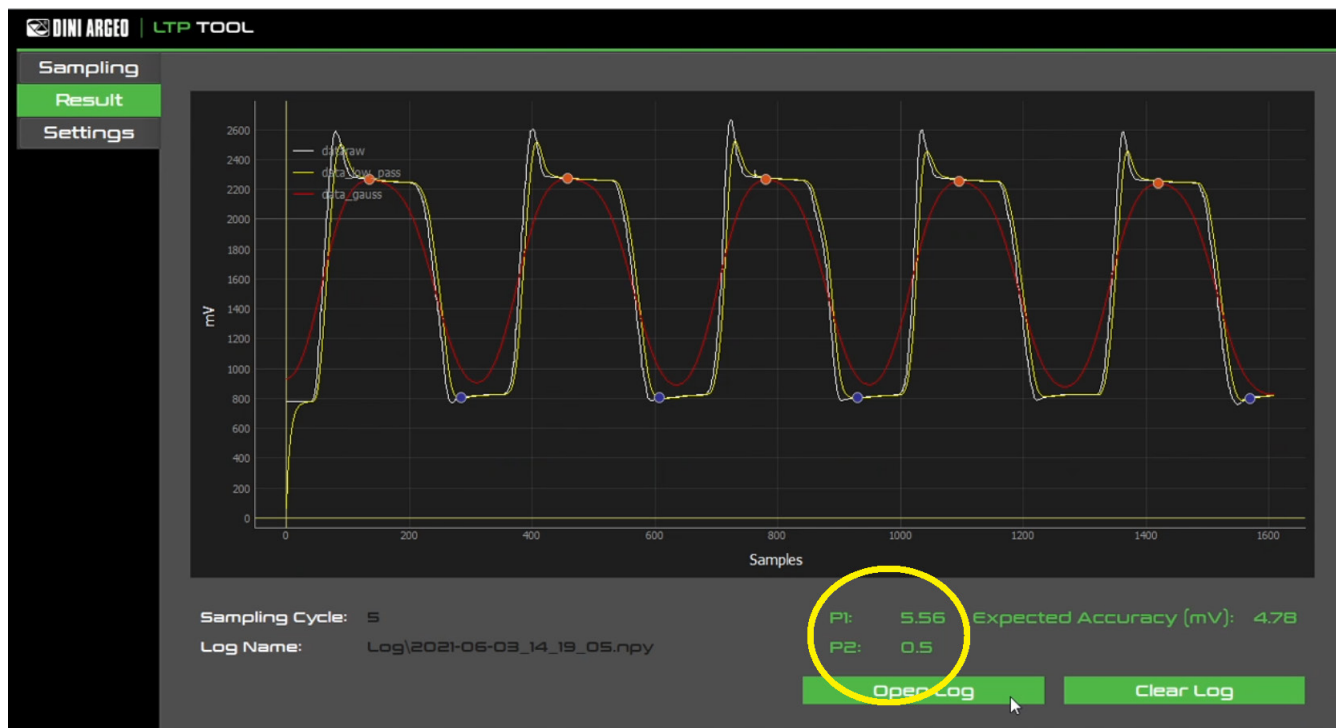 DINI ARGEO | LTP TOOL
Sampling
Result
Settings
2600
2400
2200
2000
1800
1600
1400
1200
1000
800
600
400
200
0
mV
dataraw
data_low_pass
data_gauss
0 200 400 600 800 1000 1200 1400 1600
Samples
Sampling Cycle: 5
Log Name: Log\2021-06-03_14_19_05.npy
P1: 5.56 Expected Accuracy (mV): 4.78
P2: 0.5
Open Log
Clear Log